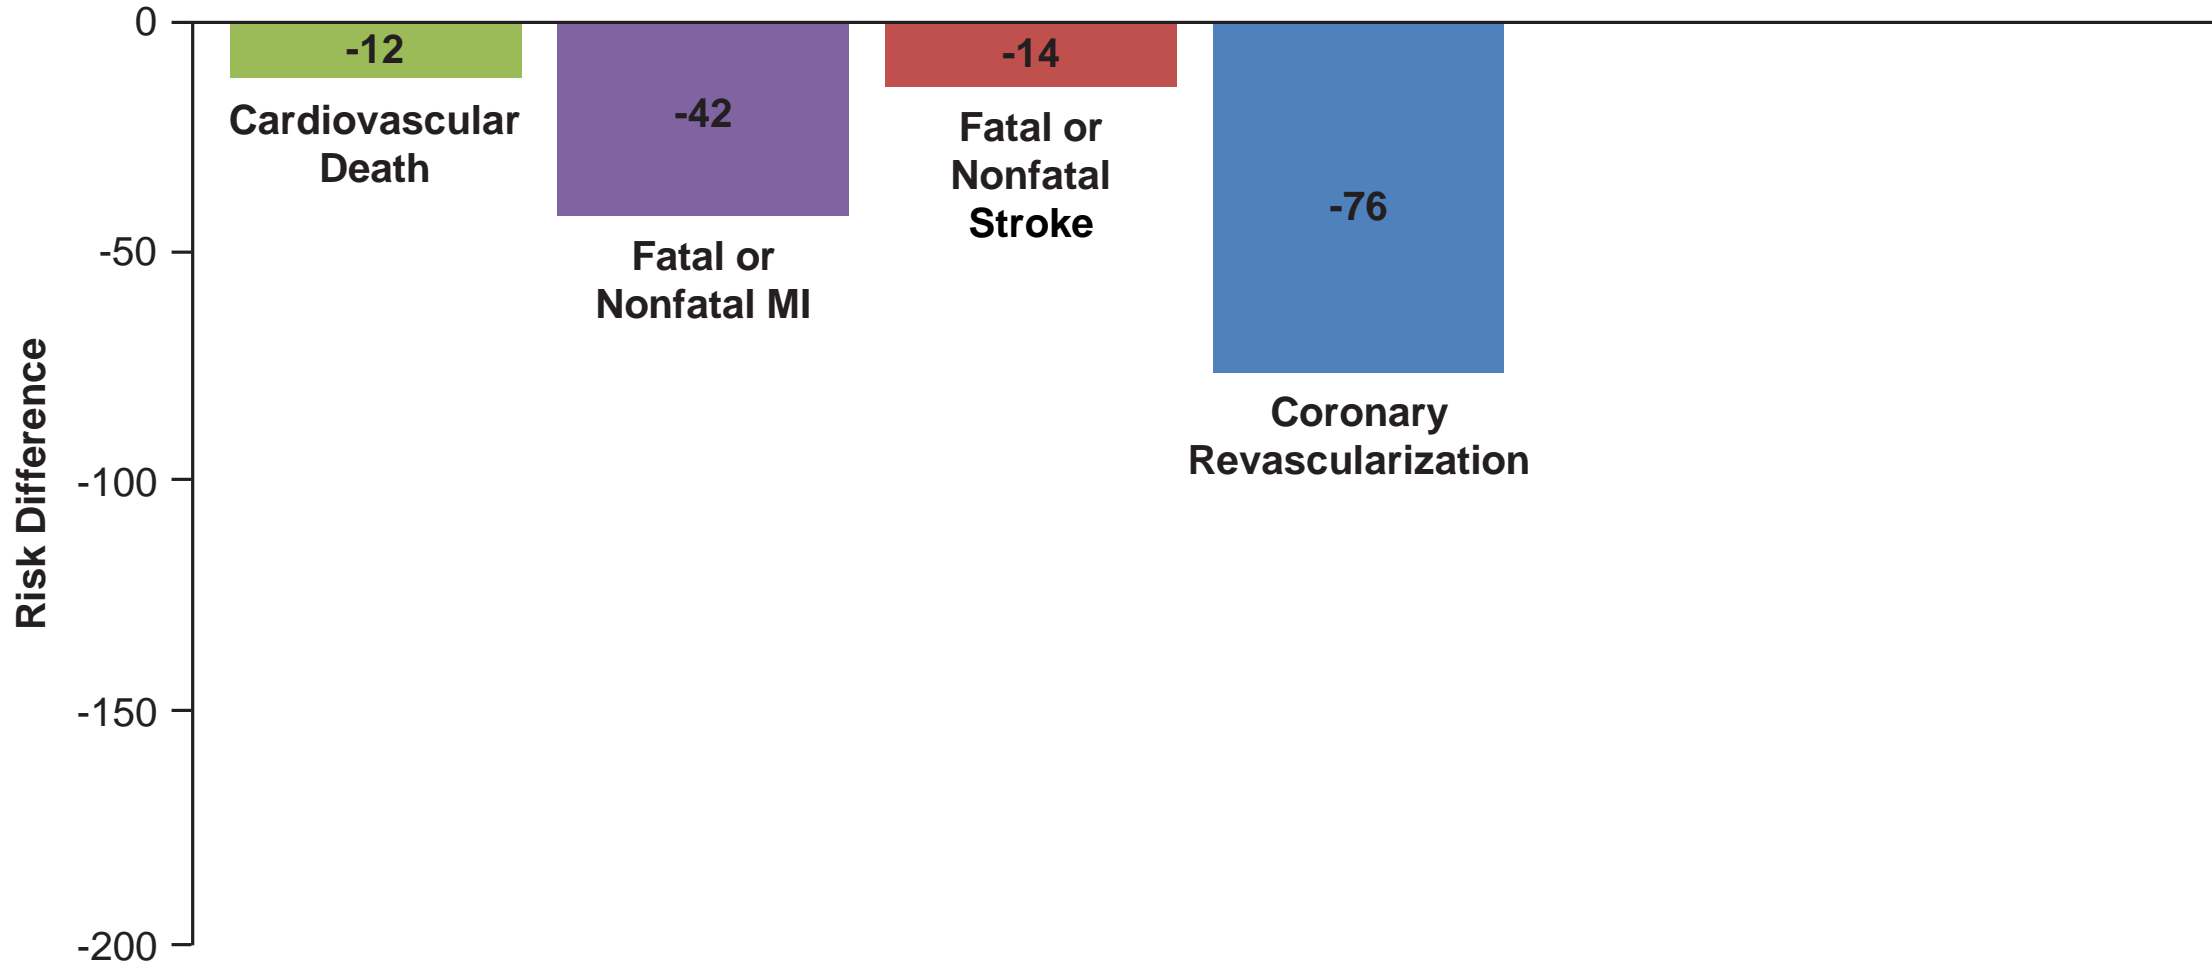 0
-50
-100
-150
-200
Risk Difference
-12
Cardiovascular
Death
-42
Fatal or
Nonfatal MI
-14
Fatal or
Nonfatal
Stroke
-76
Coronary
Revascularization